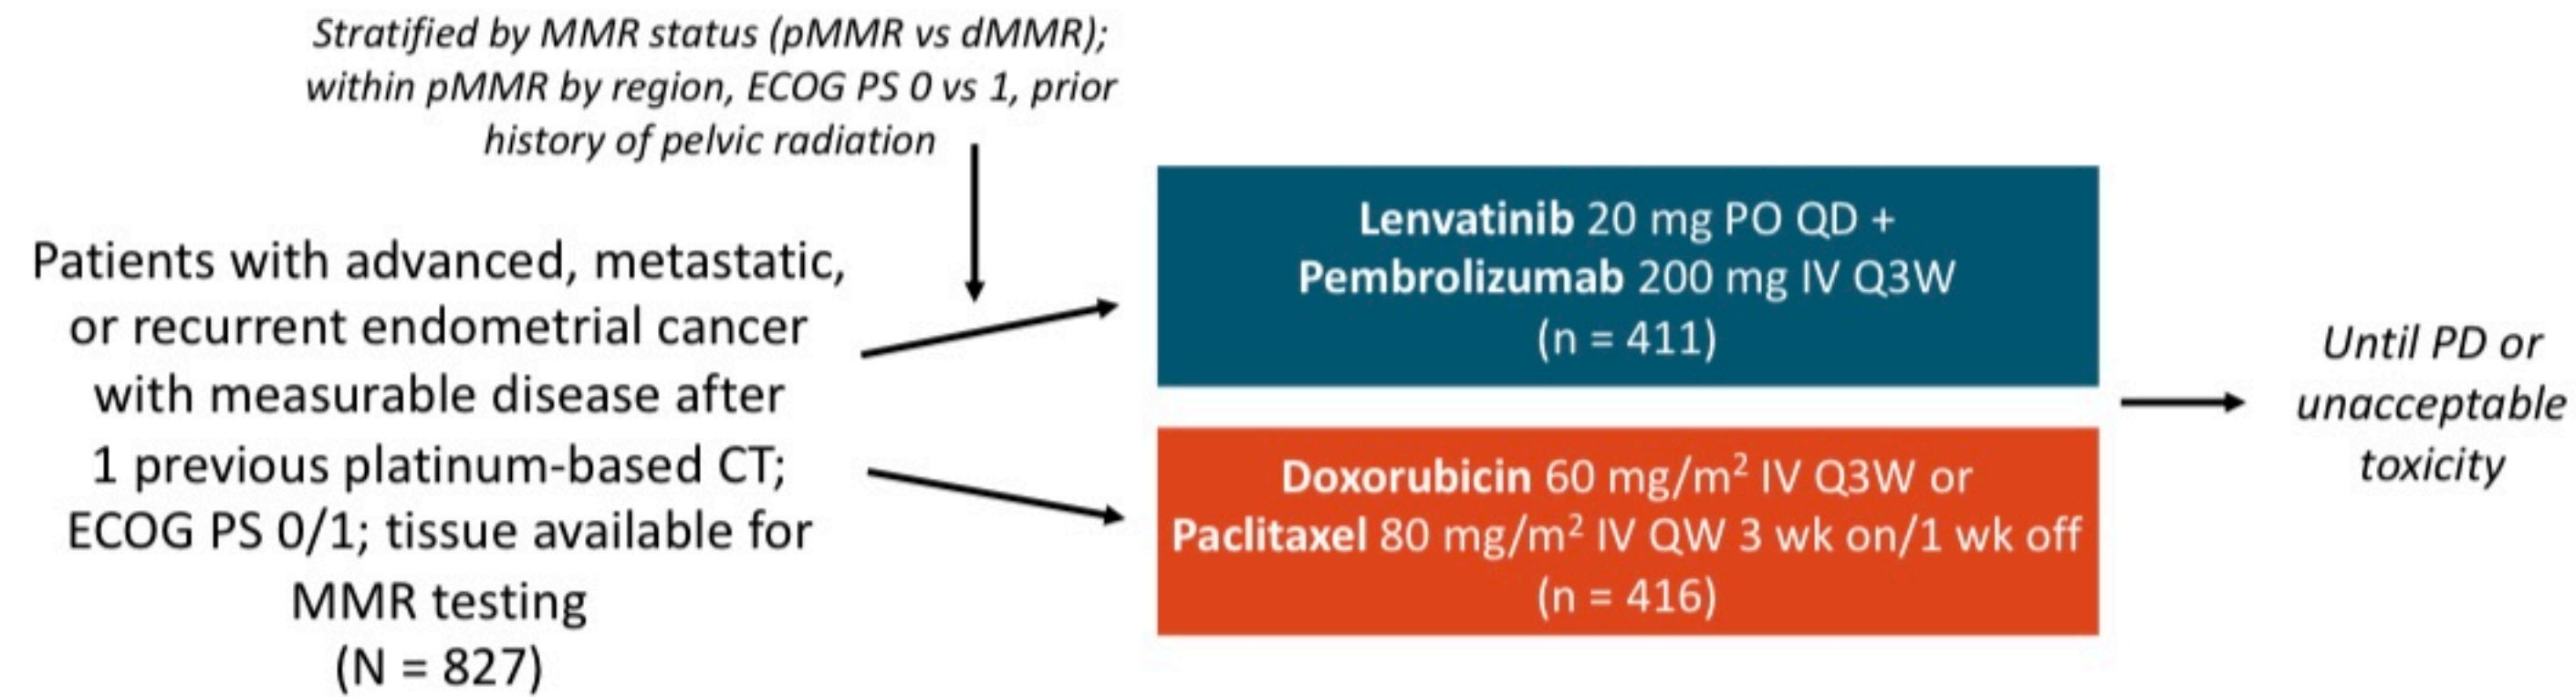 Stratified by MMR status (pMMR vs dMMR);
within pMMR by region, ECOG PS 0 vs 1, prior
history of pelvic radiation
Patients with advanced, metastatic,
or recurrent endometrial cancer
with measurable disease after
1 previous platinum-based CT;
ECOG PS 0/1; tissue available for
MMR testing
(N = 827)
Lenvatinib 20 mg PO QD +
Pembrolizumab 200 mg IV Q3W
(n = 411)
Doxorubicin 60 mg/m² IV Q3W or
Paclitaxel 80 mg/m² IV QW 3 wk on/1 wk off
(n = 416)
Until PD or
unacceptable
toxicity